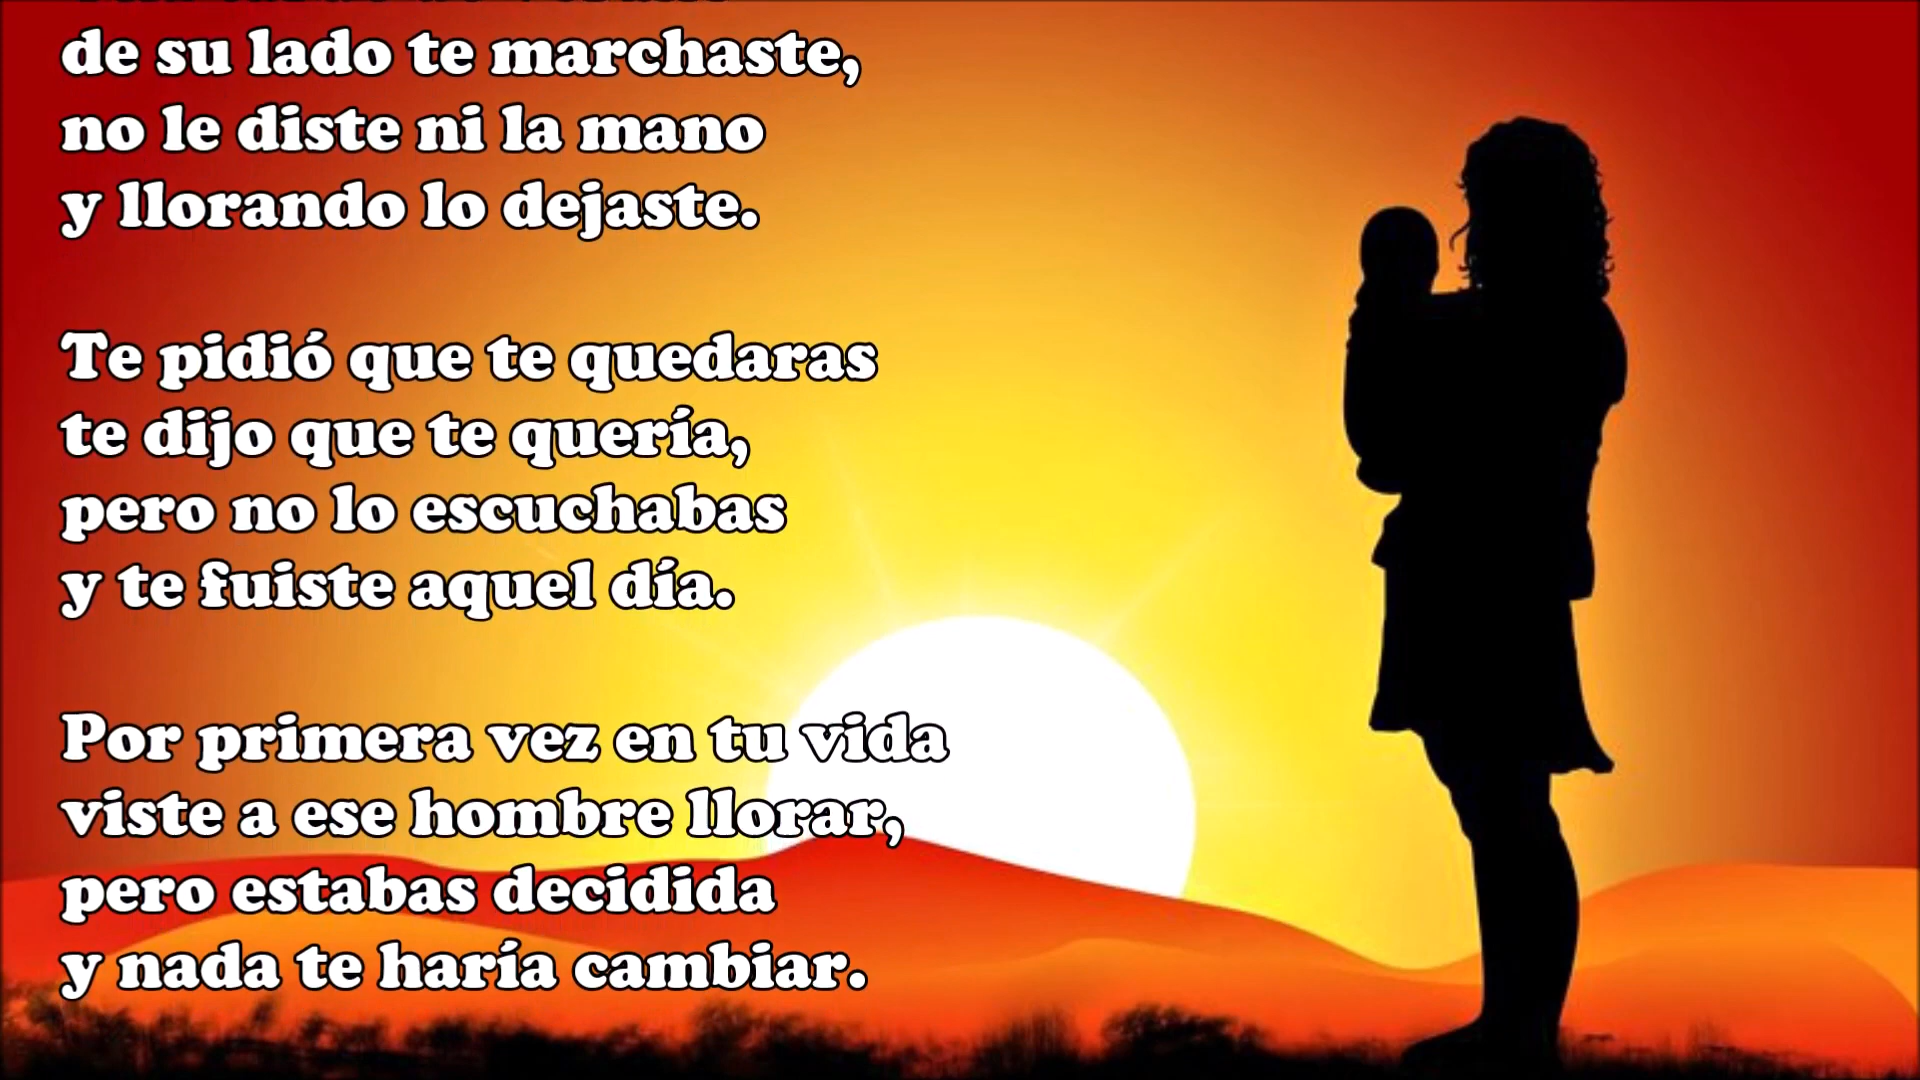 de su lado te marchaste,
no le diste ni la mano
y llorando lo dejaste.
Te pidió que te quedaras
te dijo que te quería,
pero no lo escuchabas
y te fuiste aquel día.
Por primera vez en tu vida
viste a ese hombre llorar,
pero estabas decidida
y nada te haría cambiar.